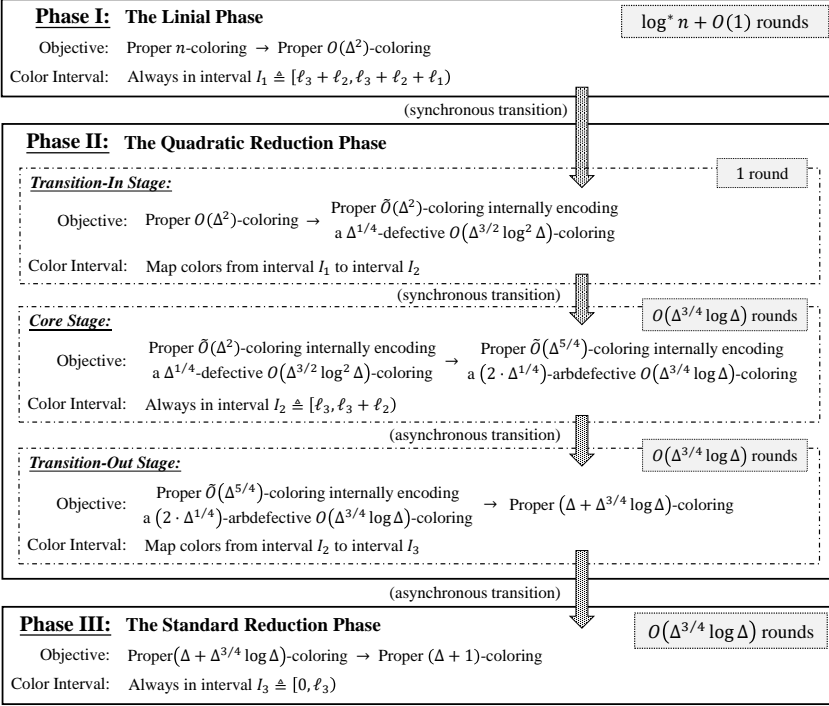 Phase I: The Linial Phase
log* n + O(1) rounds
Objective: Proper n-coloring → Proper O(Δ²)-coloring
Color Interval: Always in interval I₁ ≜ [ℓ₃ + ℓ₂, ℓ₃ + ℓ₂ + ℓ₁)
(synchronous transition)
Phase II: The Quadratic Reduction Phase
Transition-In Stage:
1 round
Objective: Proper O(Δ²)-coloring → Proper Õ(Δ²)-coloring internally encoding
a Δ^{1/4}-defective O(Δ^{3/2} log² Δ)-coloring
Color Interval: Map colors from interval I₁ to interval I₂
(synchronous transition)
Core Stage:
O(Δ^{3/4} log Δ) rounds
Objective: Proper Õ(Δ²)-coloring internally encoding → Proper Õ(Δ^{5/4})-coloring internally encoding
a Δ^{1/4}-defective O(Δ^{3/2} log² Δ)-coloring a (2 · Δ^{1/4})-arbdefective O(Δ^{3/4} log Δ)-coloring
Color Interval: Always in interval I₂ ≜ [ℓ₃, ℓ₃ + ℓ₂)
(asynchronous transition)
Transition-Out Stage:
O(Δ^{3/4} log Δ) rounds
Objective: Proper Õ(Δ^{5/4})-coloring internally encoding → Proper (Δ + Δ^{3/4} log Δ)-coloring
a (2 · Δ^{1/4})-arbdefective O(Δ^{3/4} log Δ)-coloring
Color Interval: Map colors from interval I₂ to interval I₃
(asynchronous transition)
Phase III: The Standard Reduction Phase
O(Δ^{3/4} log Δ) rounds
Objective: Proper(Δ + Δ^{3/4} log Δ)-coloring → Proper (Δ + 1)-coloring
Color Interval: Always in interval I₃ ≜ [0, ℓ₃)